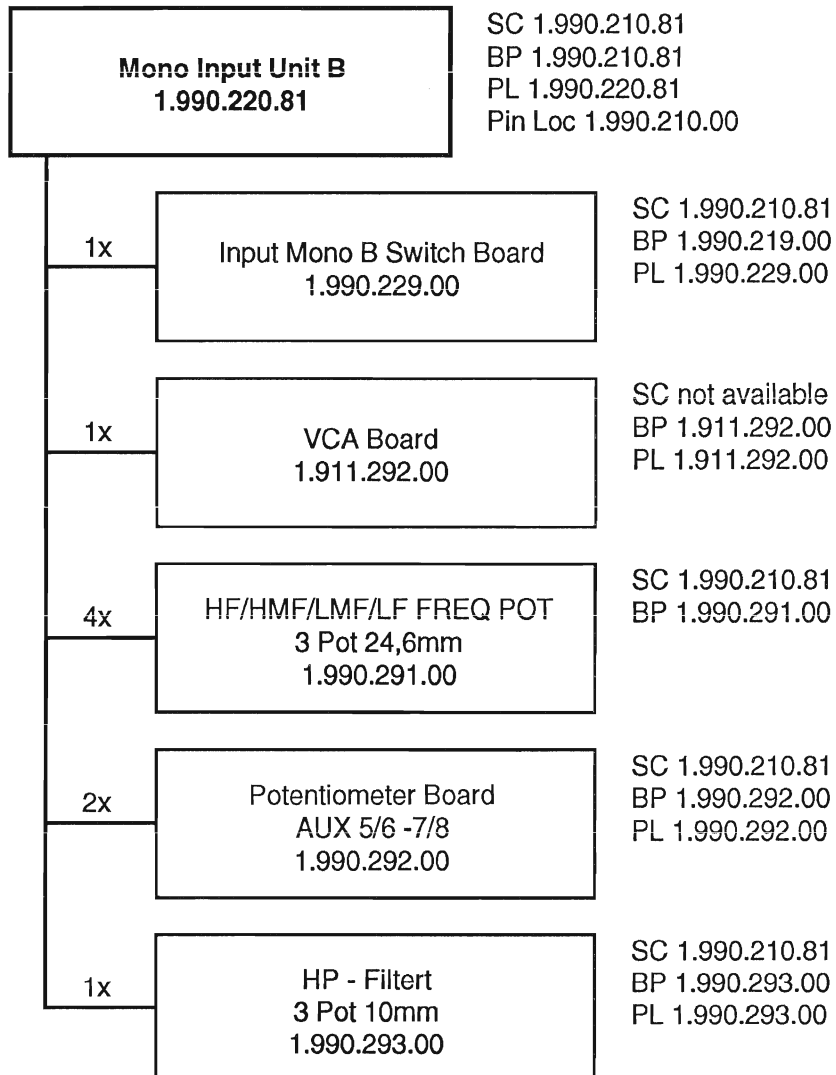 Mono Input Unit B
1.990.220.81
SC 1.990.210.81
BP 1.990.210.81
PL 1.990.220.81
Pin Loc 1.990.210.00
1x
Input Mono B Switch Board
1.990.229.00
SC 1.990.210.81
BP 1.990.219.00
PL 1.990.229.00
1x
VCA Board
1.911.292.00
SC not available
BP 1.911.292.00
PL 1.911.292.00
4x
HF/HMF/LMF/LF FREQ POT
3 Pot 24,6mm
1.990.291.00
SC 1.990.210.81
BP 1.990.291.00
2x
Potentiometer Board
AUX 5/6 -7/8
1.990.292.00
SC 1.990.210.81
BP 1.990.292.00
PL 1.990.292.00
1x
HP - Filtert
3 Pot 10mm
1.990.293.00
SC 1.990.210.81
BP 1.990.293.00
PL 1.990.293.00